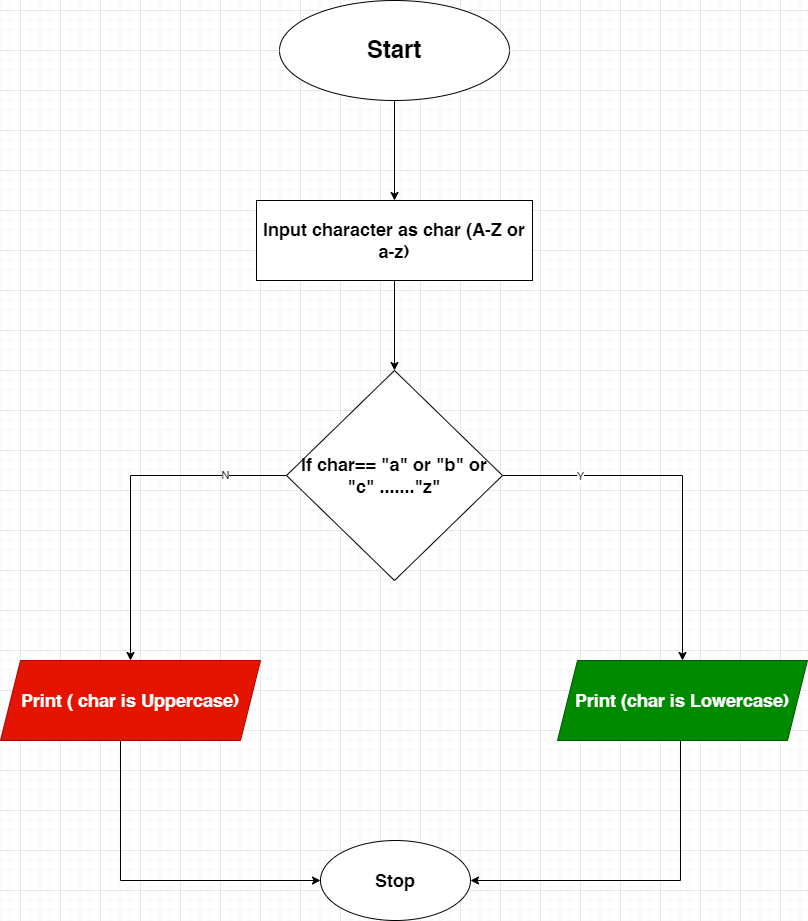 Start
Input character as char (A-Z or
a-z)
If char== "a" or "b" or
"c" ......."z"
N
Y
Print ( char is Uppercase)
Print (char is Lowercase)
Stop